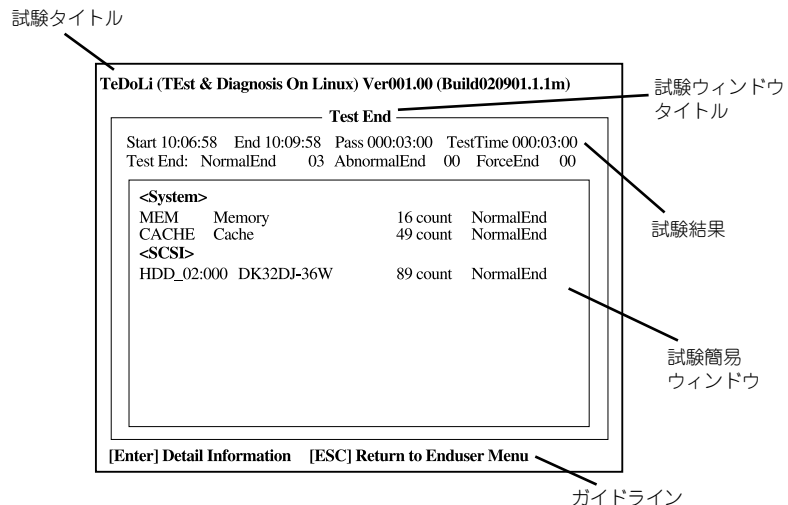 試験タイトル
TeDoLi (TEst & Diagnosis On Linux) Ver001.00 (Build020901.1.1m)
試験ウィンドウ
タイトル
Test End
Start 10:06:58 End 10:09:58 Pass 000:03:00 TestTime 000:03:00
Test End: NormalEnd 03 AbnormalEnd 00 ForceEnd 00
試験結果
<System>
MEM Memory 16 count NormalEnd
CACHE Cache 49 count NormalEnd
<SCSI>
HDD_02:000 DK32DJ-36W 89 count NormalEnd
試験簡易
ウィンドウ
[Enter] Detail Information [ESC] Return to Enduser Menu
ガイドライン